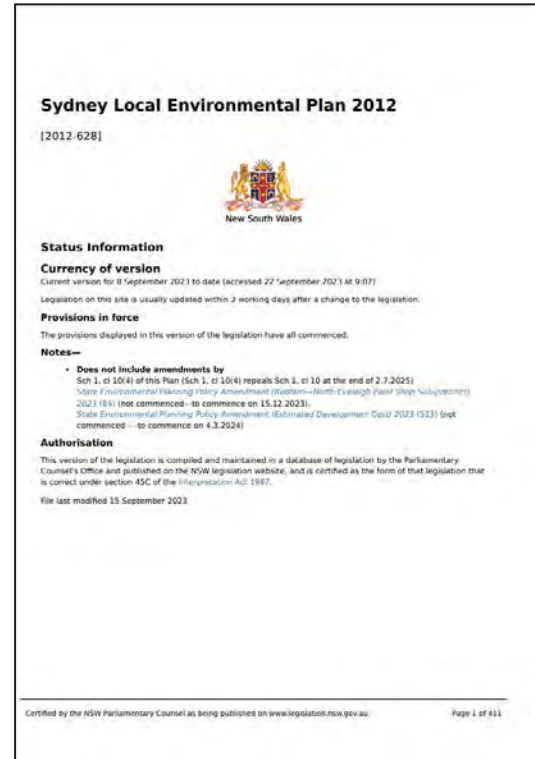 Sydney Local Environmental Plan 2012
[2012-628]
New South Wales
Status Information
Currency of version
Current version for 8 September 2023 to date (accessed 22 September 2023 at 9:07)
Legislation on this site is usually updated within 3 working days after a change to the legislation.
Provisions in force
The provisions displayed in this version of the legislation have all commenced.
Notes—
• Does not include amendments by
Sch 1, cl 10(4) of this Plan (Sch 1, cl 10(4) repeals Sch 1, cl 10 at the end of 2.7.2025)
State Environmental Planning Policy Amendment (Redfern—North Eveleigh Paint Shop Sub-precinct)
2023 (84) (not commenced—to commence on 15.12.2023).
State Environmental Planning Policy Amendment (Estimated Development Cost) 2023 (513) (not
commenced — to commence on 4.3.2024)
Authorisation
This version of the legislation is compiled and maintained in a database of legislation by the Parliamentary
Counsel's Office and published on the NSW legislation website, and is certified as the form of that legislation that
is correct under section 45C of the Interpretation Act 1987.
File last modified 15 September 2023
Certified by the NSW Parliamentary Counsel as being published on www.legislation.nsw.gov.au
Page 1 of 411